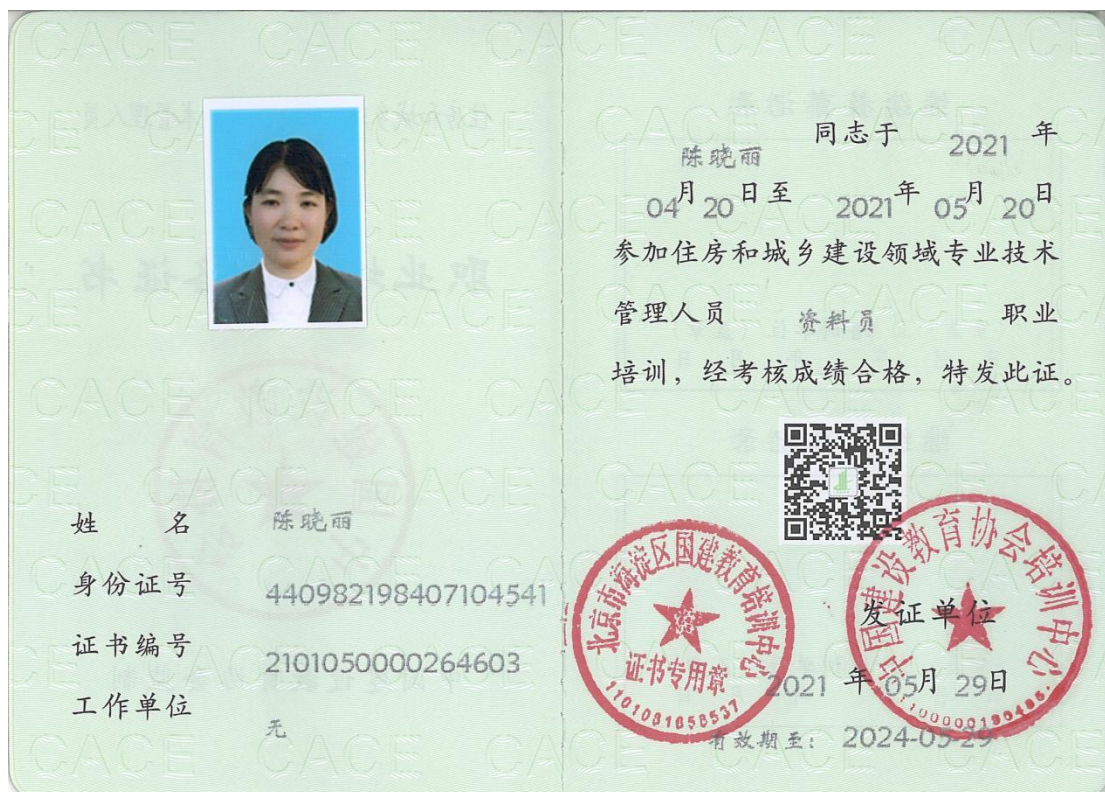 姓 名 陈晓丽
身份证号 440982198407104541
证书编号 2101050000264603
工作单位 无
陈晓丽 同志于 2021 年
04月 20日至 2021年 05月 20日
参加住房和城乡建设领域专业技术
管理人员 资料员 职业
培训，经考核成绩合格，特发此证。
北京市海淀区国建教育培训中心
证书专用章
1101081658537
中国建设教育协会培训中心
发证单位
2021 年 05月 29日
有效期至: 2024-05-29